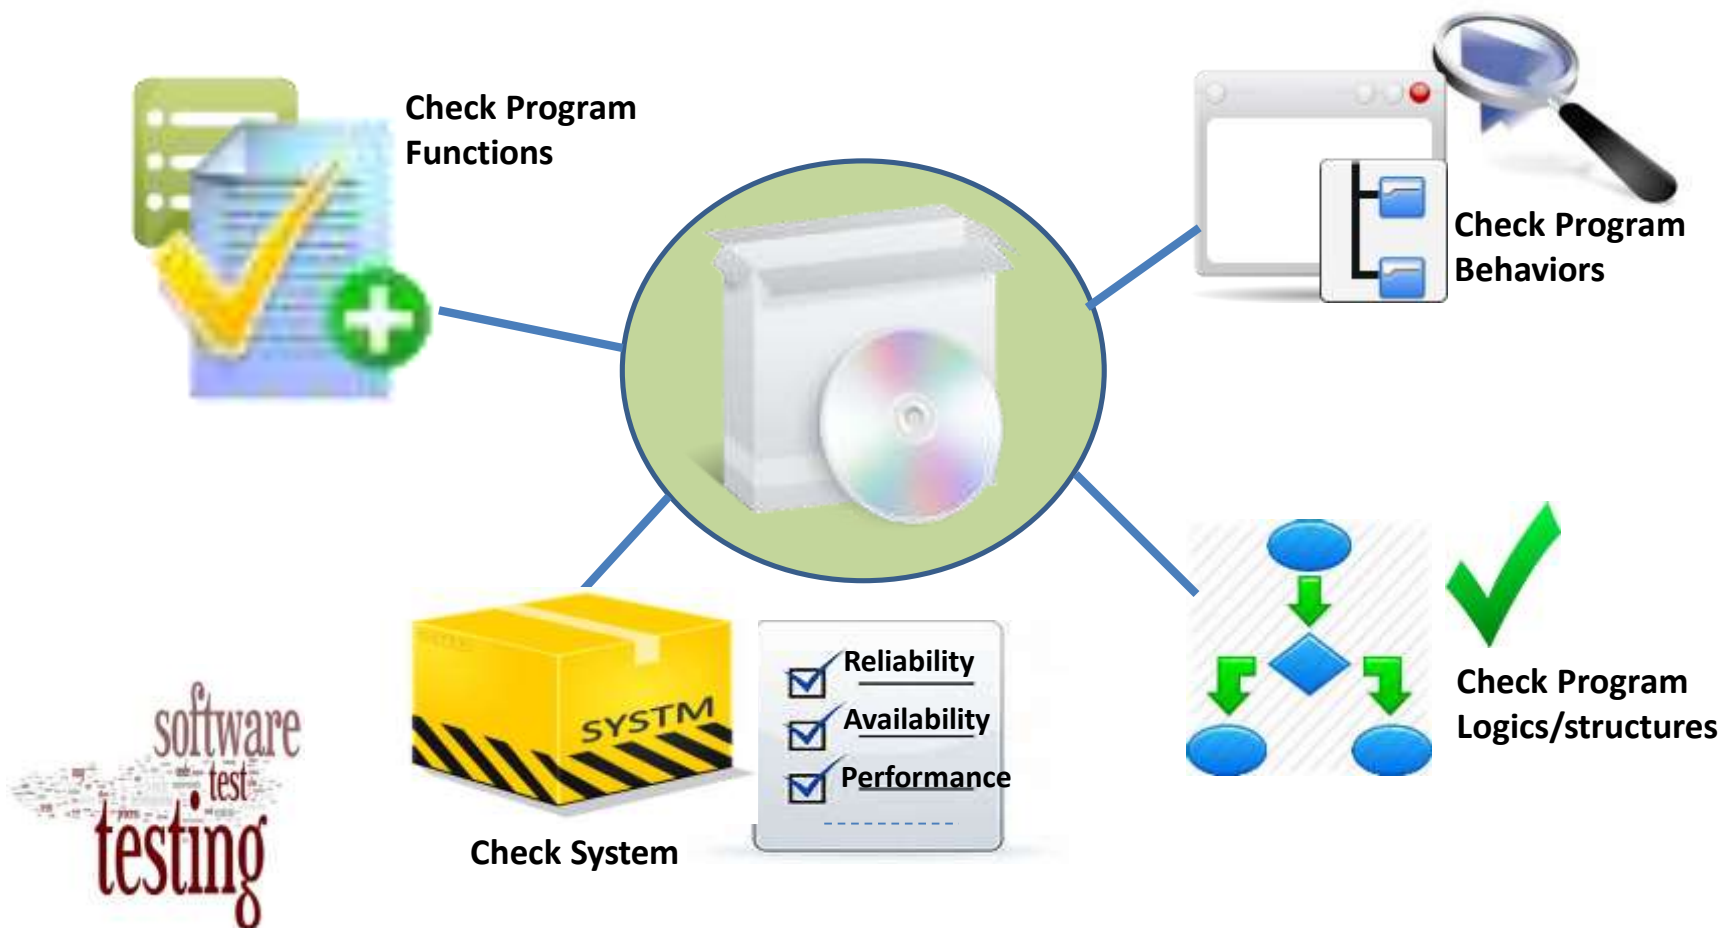 Check Program
Functions
Check Program
Behaviors
SYSTM
Reliability
Availability
Performance
Check System
Check Program
Logics/structures
software
test
testing